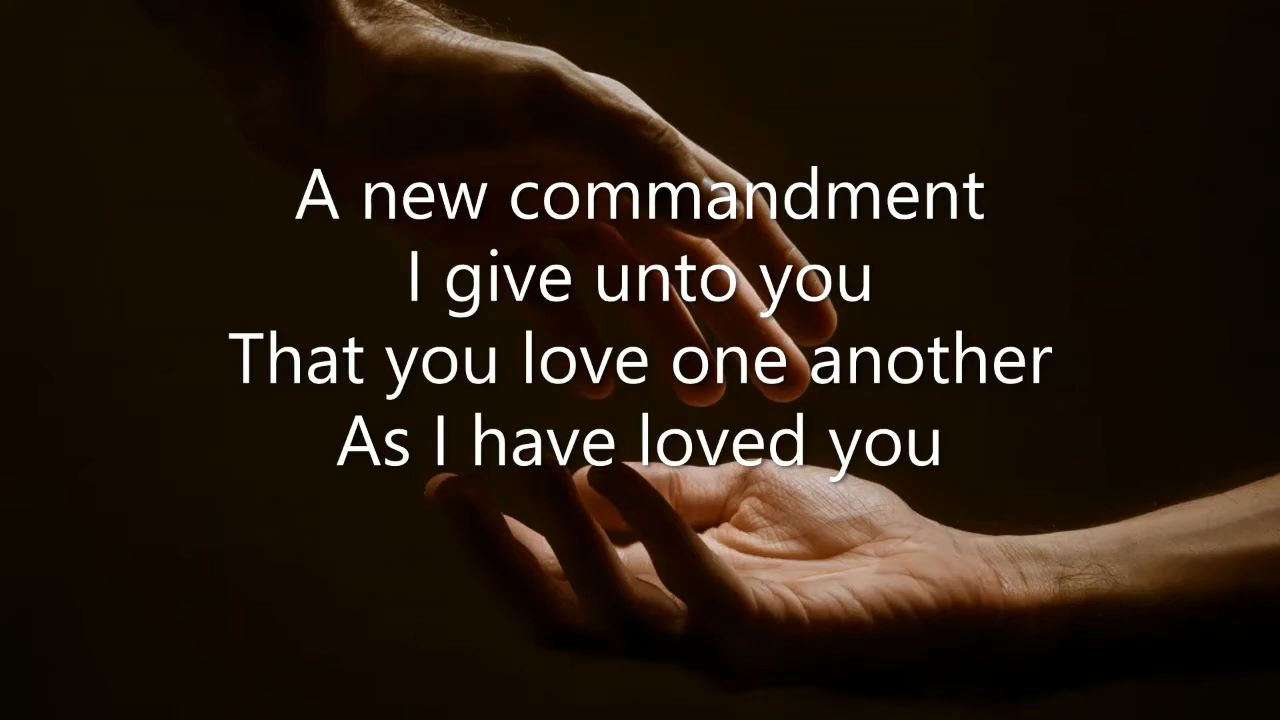 A new commandment
I give unto you
That you love one another
As I have loved you